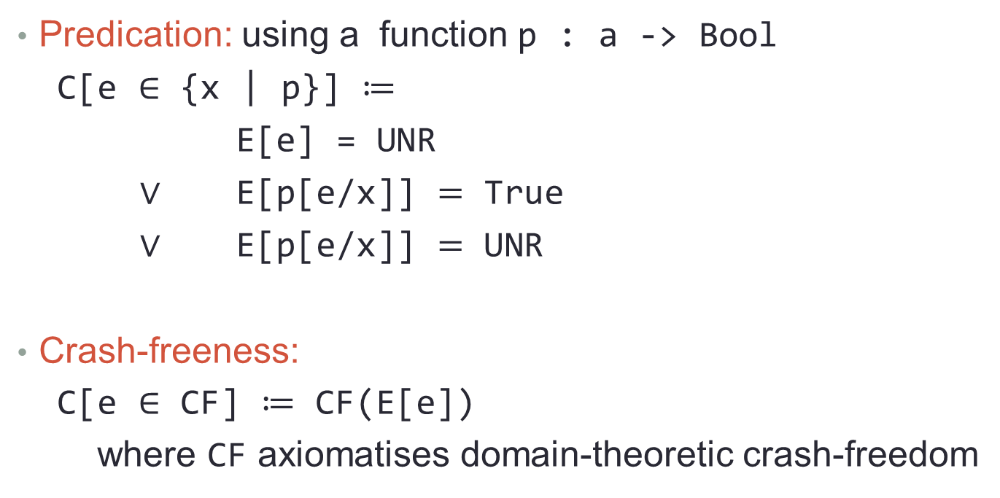 • Predication: using a function p : a -> Bool
C[e ∈ {x | p}] ≔
E[e] = UNR
∨ E[p[e/x]] = True
∨ E[p[e/x]] = UNR
• Crash-freeness:
C[e ∈ CF] ≔ CF(E[e])
where CF axiomatises domain-theoretic crash-freedom